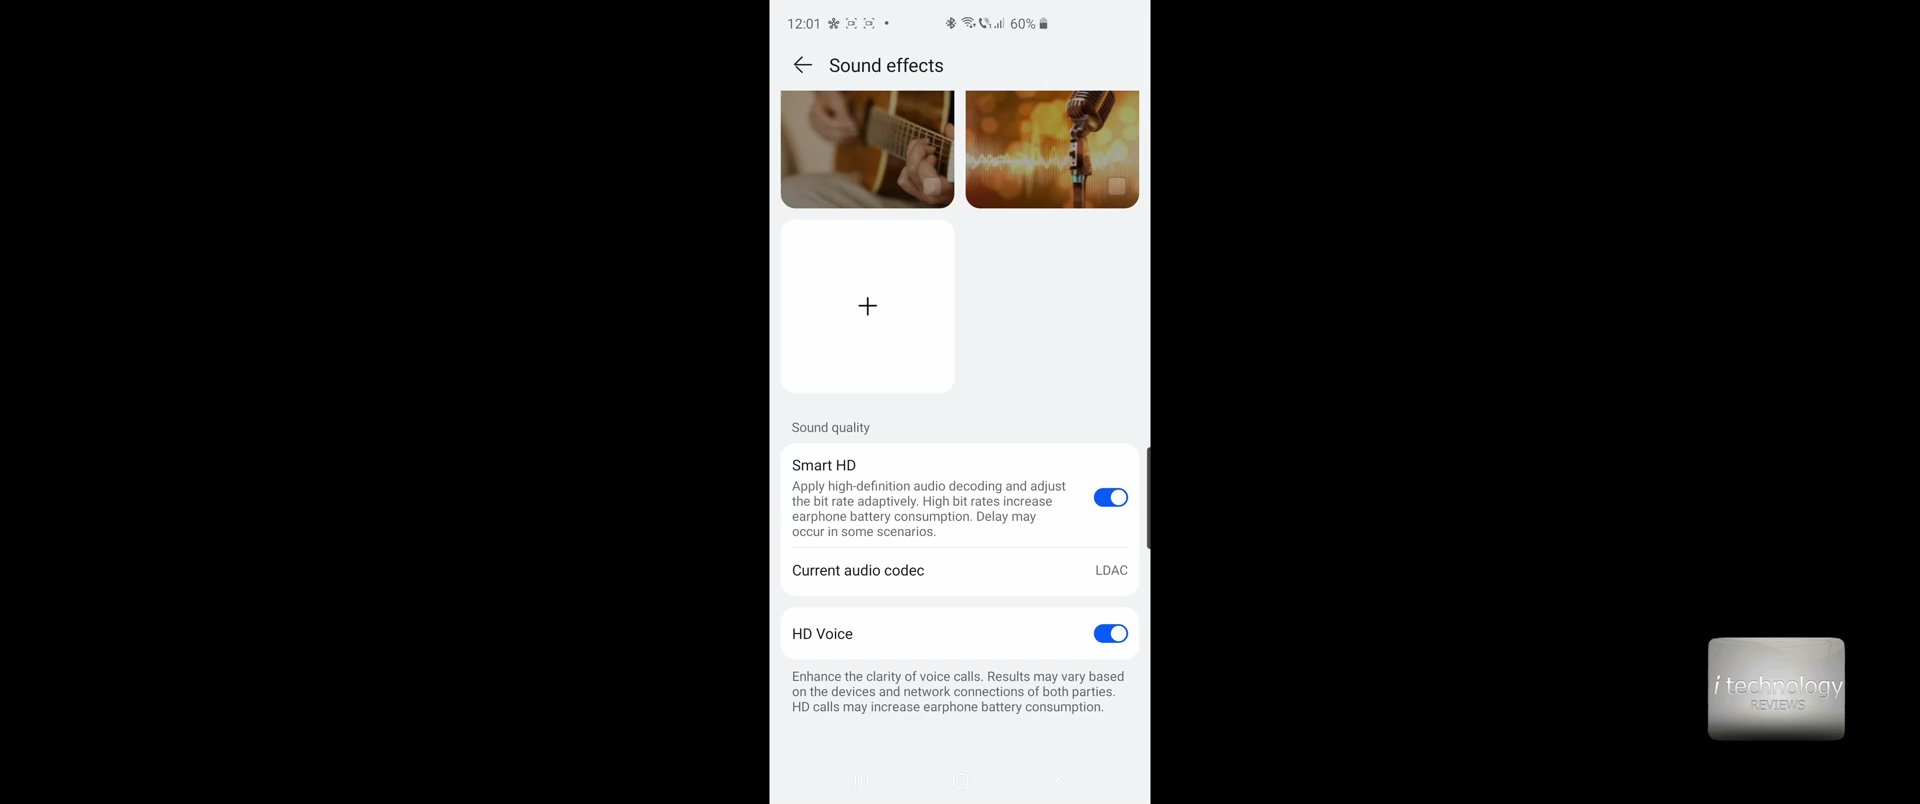 12:01
60%
Sound effects
Sound quality
Smart HD
Apply high-definition audio decoding and adjust
the bit rate adaptively. High bit rates increase
earphone battery consumption. Delay may
occur in some scenarios.
Current audio codec
LDAC
HD Voice
Enhance the clarity of voice calls. Results may vary based
on the devices and network connections of both parties.
HD calls may increase earphone battery consumption.
i technology
REVIEWS